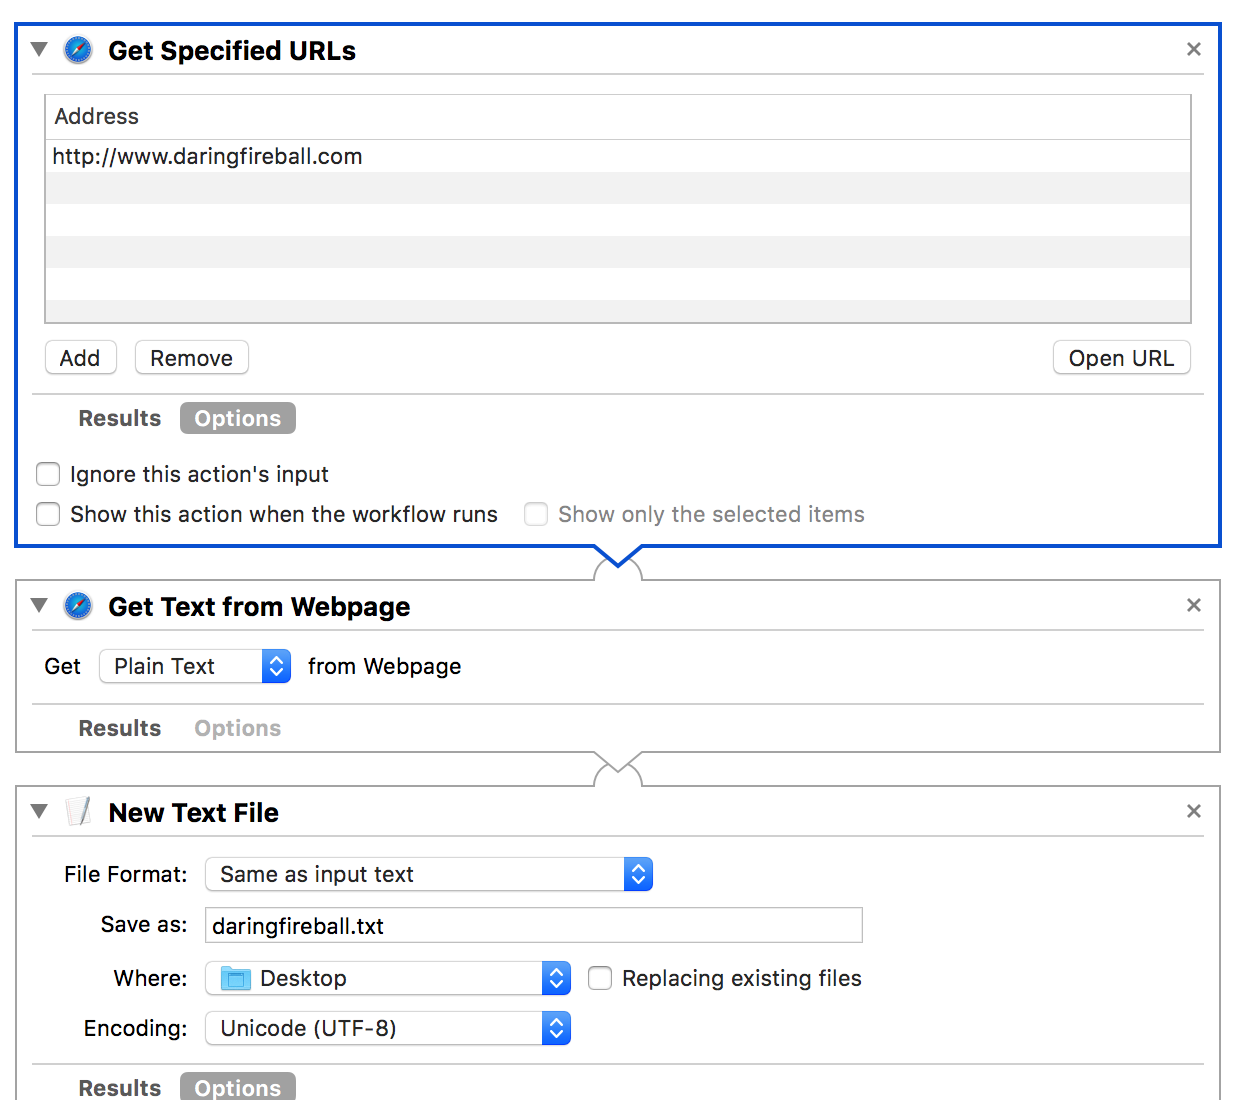 Get Specified URLs
Address
http://www.daringfireball.com
Add Remove Open URL
Results Options
Ignore this action's input
Show this action when the workflow runs Show only the selected items
Get Text from Webpage
Get Plain Text from Webpage
Results Options
New Text File
File Format: Same as input text
Save as: daringfireball.txt
Where: Desktop Replacing existing files
Encoding: Unicode (UTF-8)
Results Options